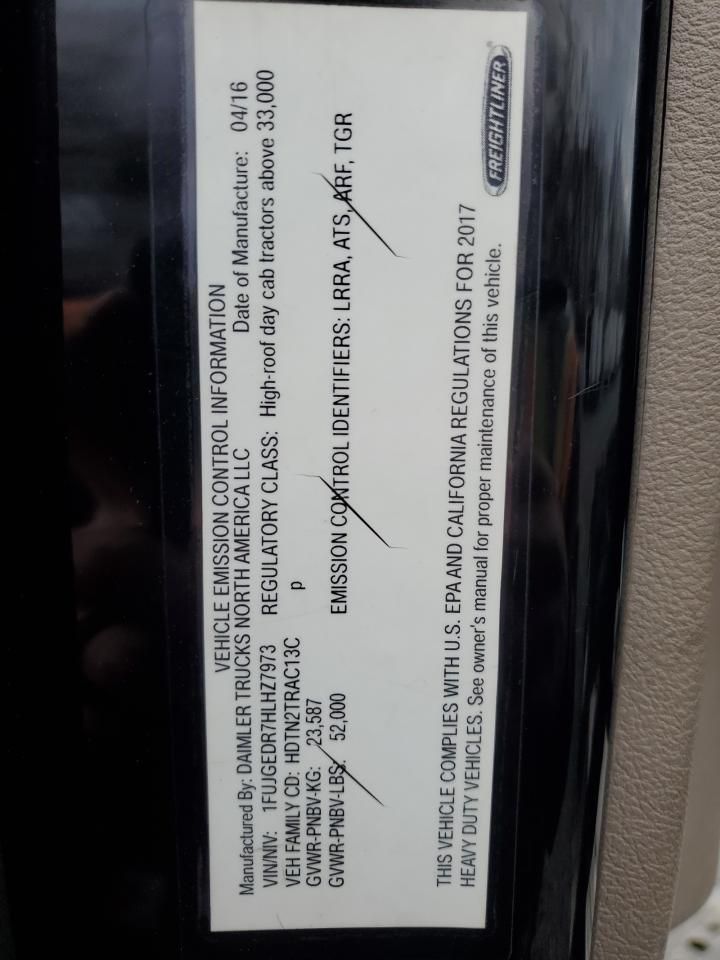 VEHICLE EMISSION CONTROL INFORMATION
Manufactured By: DAIMLER TRUCKS NORTH AMERICA LLC Date of Manufacture: 04/16
VIN/NIV: 1FUJGEDR7HLHZ7973 REGULATORY CLASS: High-roof day cab tractors above 33,000
VEH FAMILY CD: HDTN2TRAC13C p
GVWR-PNBV-KG: 23,587
GVWR-PNBV-LBS: 52,000 EMISSION CONTROL IDENTIFIERS: LRRA, ATS, ARF, TGR
THIS VEHICLE COMPLIES WITH U.S. EPA AND CALIFORNIA REGULATIONS FOR 2017
HEAVY DUTY VEHICLES. See owner's manual for proper maintenance of this vehicle.
FREIGHTLINER®